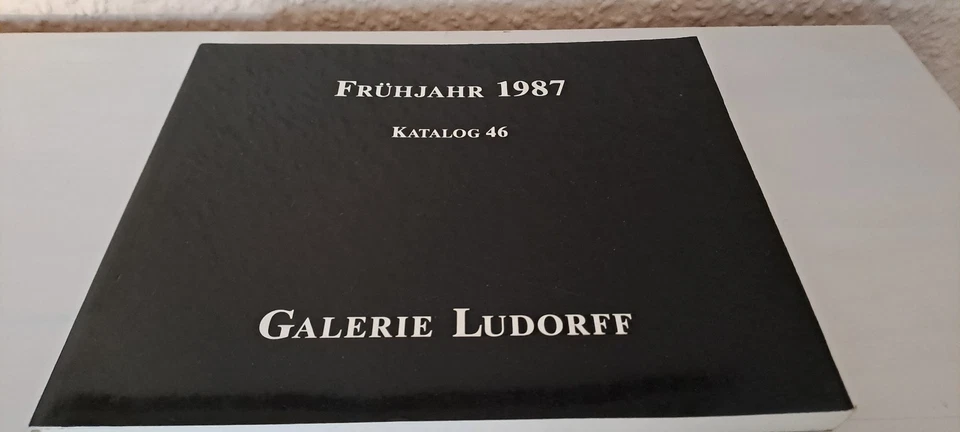 FRÜHJAHR 1987
KATALOG 46
GALERIE LUDORFF